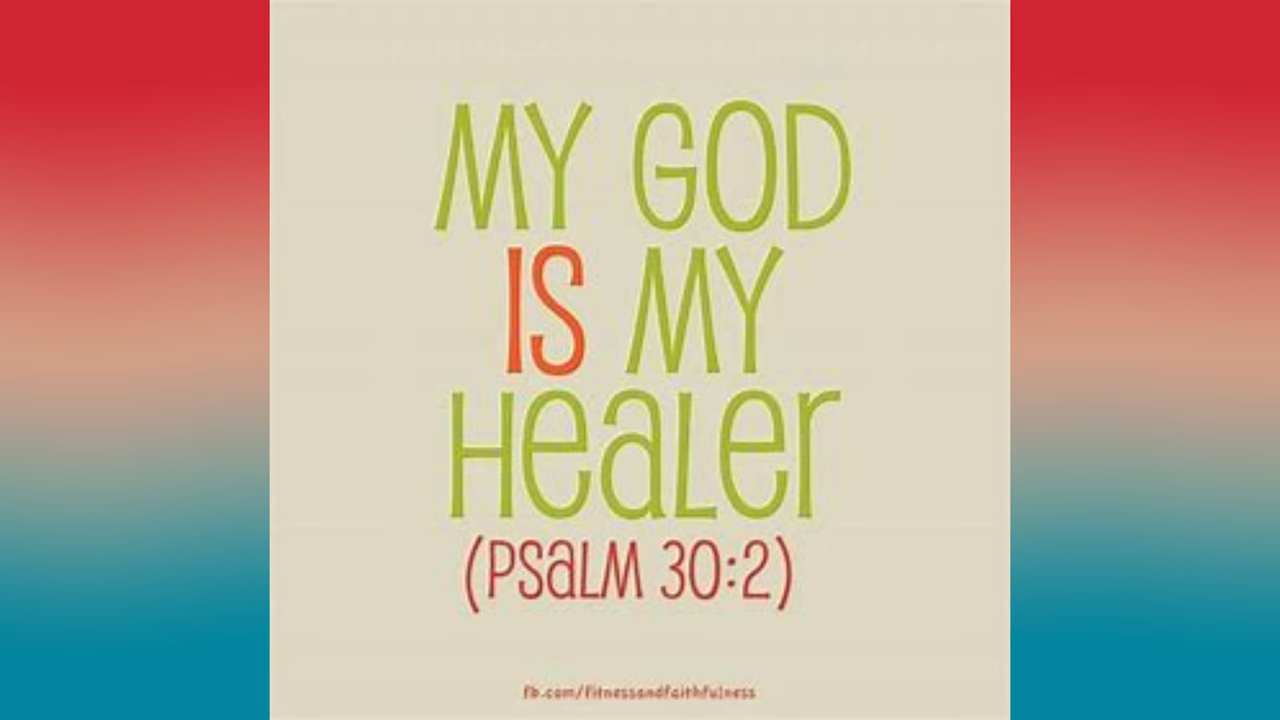 MY GOD
IS MY
Healer
(PSALM 30:2)
fb.com/fitnessandfaithfulness